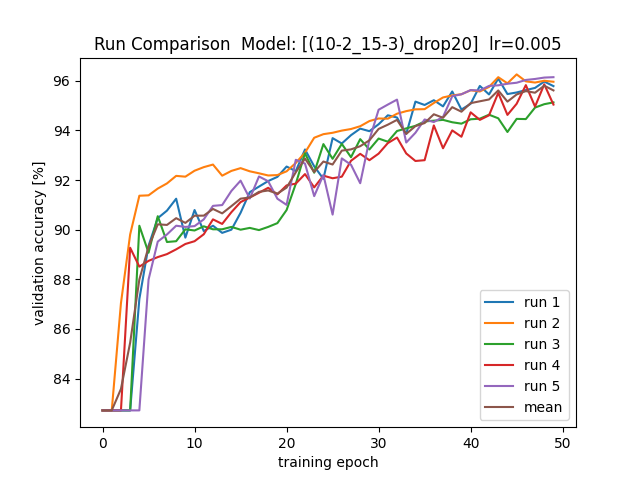 Run Comparison  Model: [(10-2_15-3)_drop20]  lr=0.005
validation accuracy [%]
96
94
92
90
88
86
84
0 10 20 30 40 50
training epoch
run 1
run 2
run 3
run 4
run 5
mean